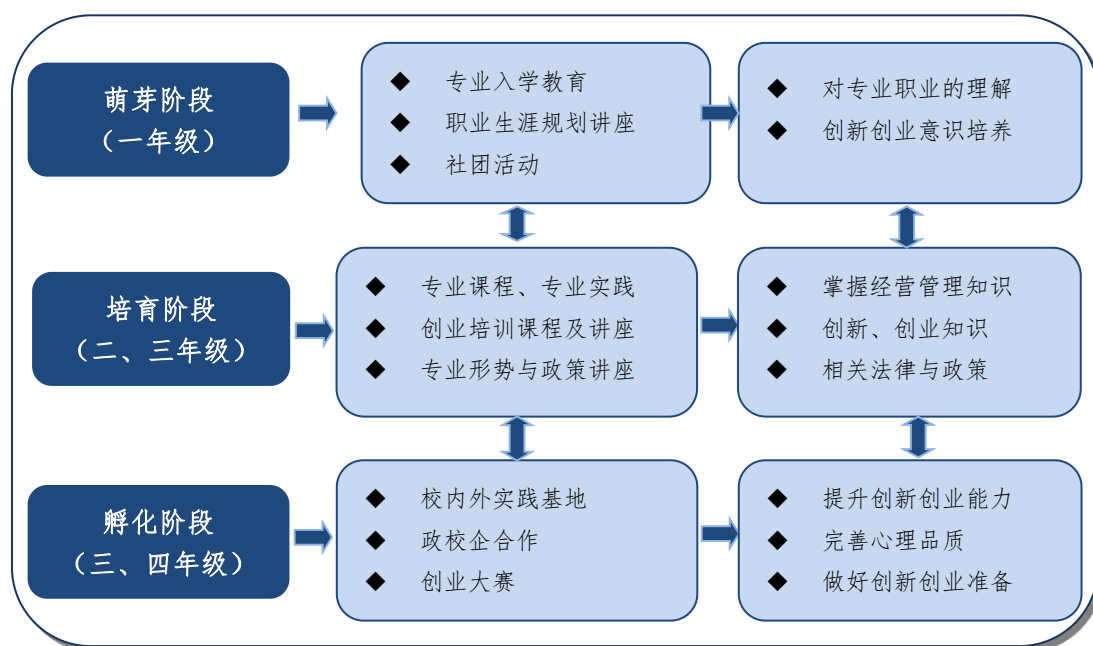 萌芽阶段
（一年级）
专业入学教育
职业生涯规划讲座
社团活动
对专业职业的理解
创新创业意识培养
培育阶段
（二、三年级）
专业课程、专业实践
创业培训课程及讲座
专业形势与政策讲座
掌握经营管理知识
创新、创业知识
相关法律与政策
孵化阶段
（三、四年级）
校内外实践基地
政校企合作
创业大赛
提升创新创业能力
完善心理品质
做好创新创业准备